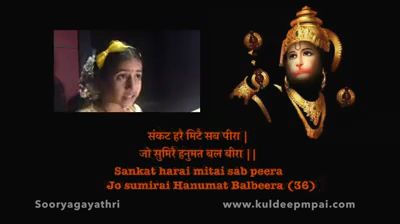 संकट हरै मिटै सब पीरा |
जो सुमिरै हनुमत बल बीरा ||
Sankat harai mitai sab peera
Jo sumirai Hanumat Balbeera (36)
Sooryagayathri
www.kuldeepmpai.com